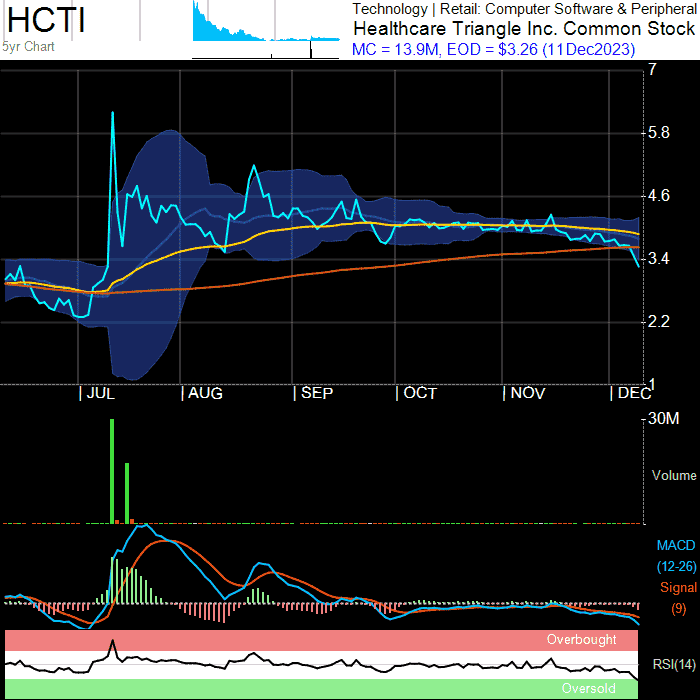 HCTI
5yr Chart
Technology | Retail: Computer Software & Peripheral
Healthcare Triangle Inc. Common Stock
MC = 13.9M, EOD = $3.26 (11Dec2023)
7
5.8
4.6
3.4
2.2
1
| JUL | AUG | SEP | OCT | NOV | DEC
30M
Volume
MACD
(12-26)
Signal
(9)
Overbought
RSI(14)
Oversold